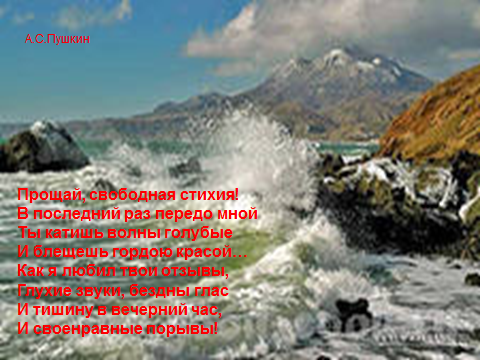 А.С.Пушкин
Прощай, свободная стихия!
В последний раз передо мной
Ты катишь волны голубые
И блещешь гордою красой…
Как я любил твои отзывы,
Глухие звуки, бездны глас
И тишину в вечерний час,
И своенравные порывы!